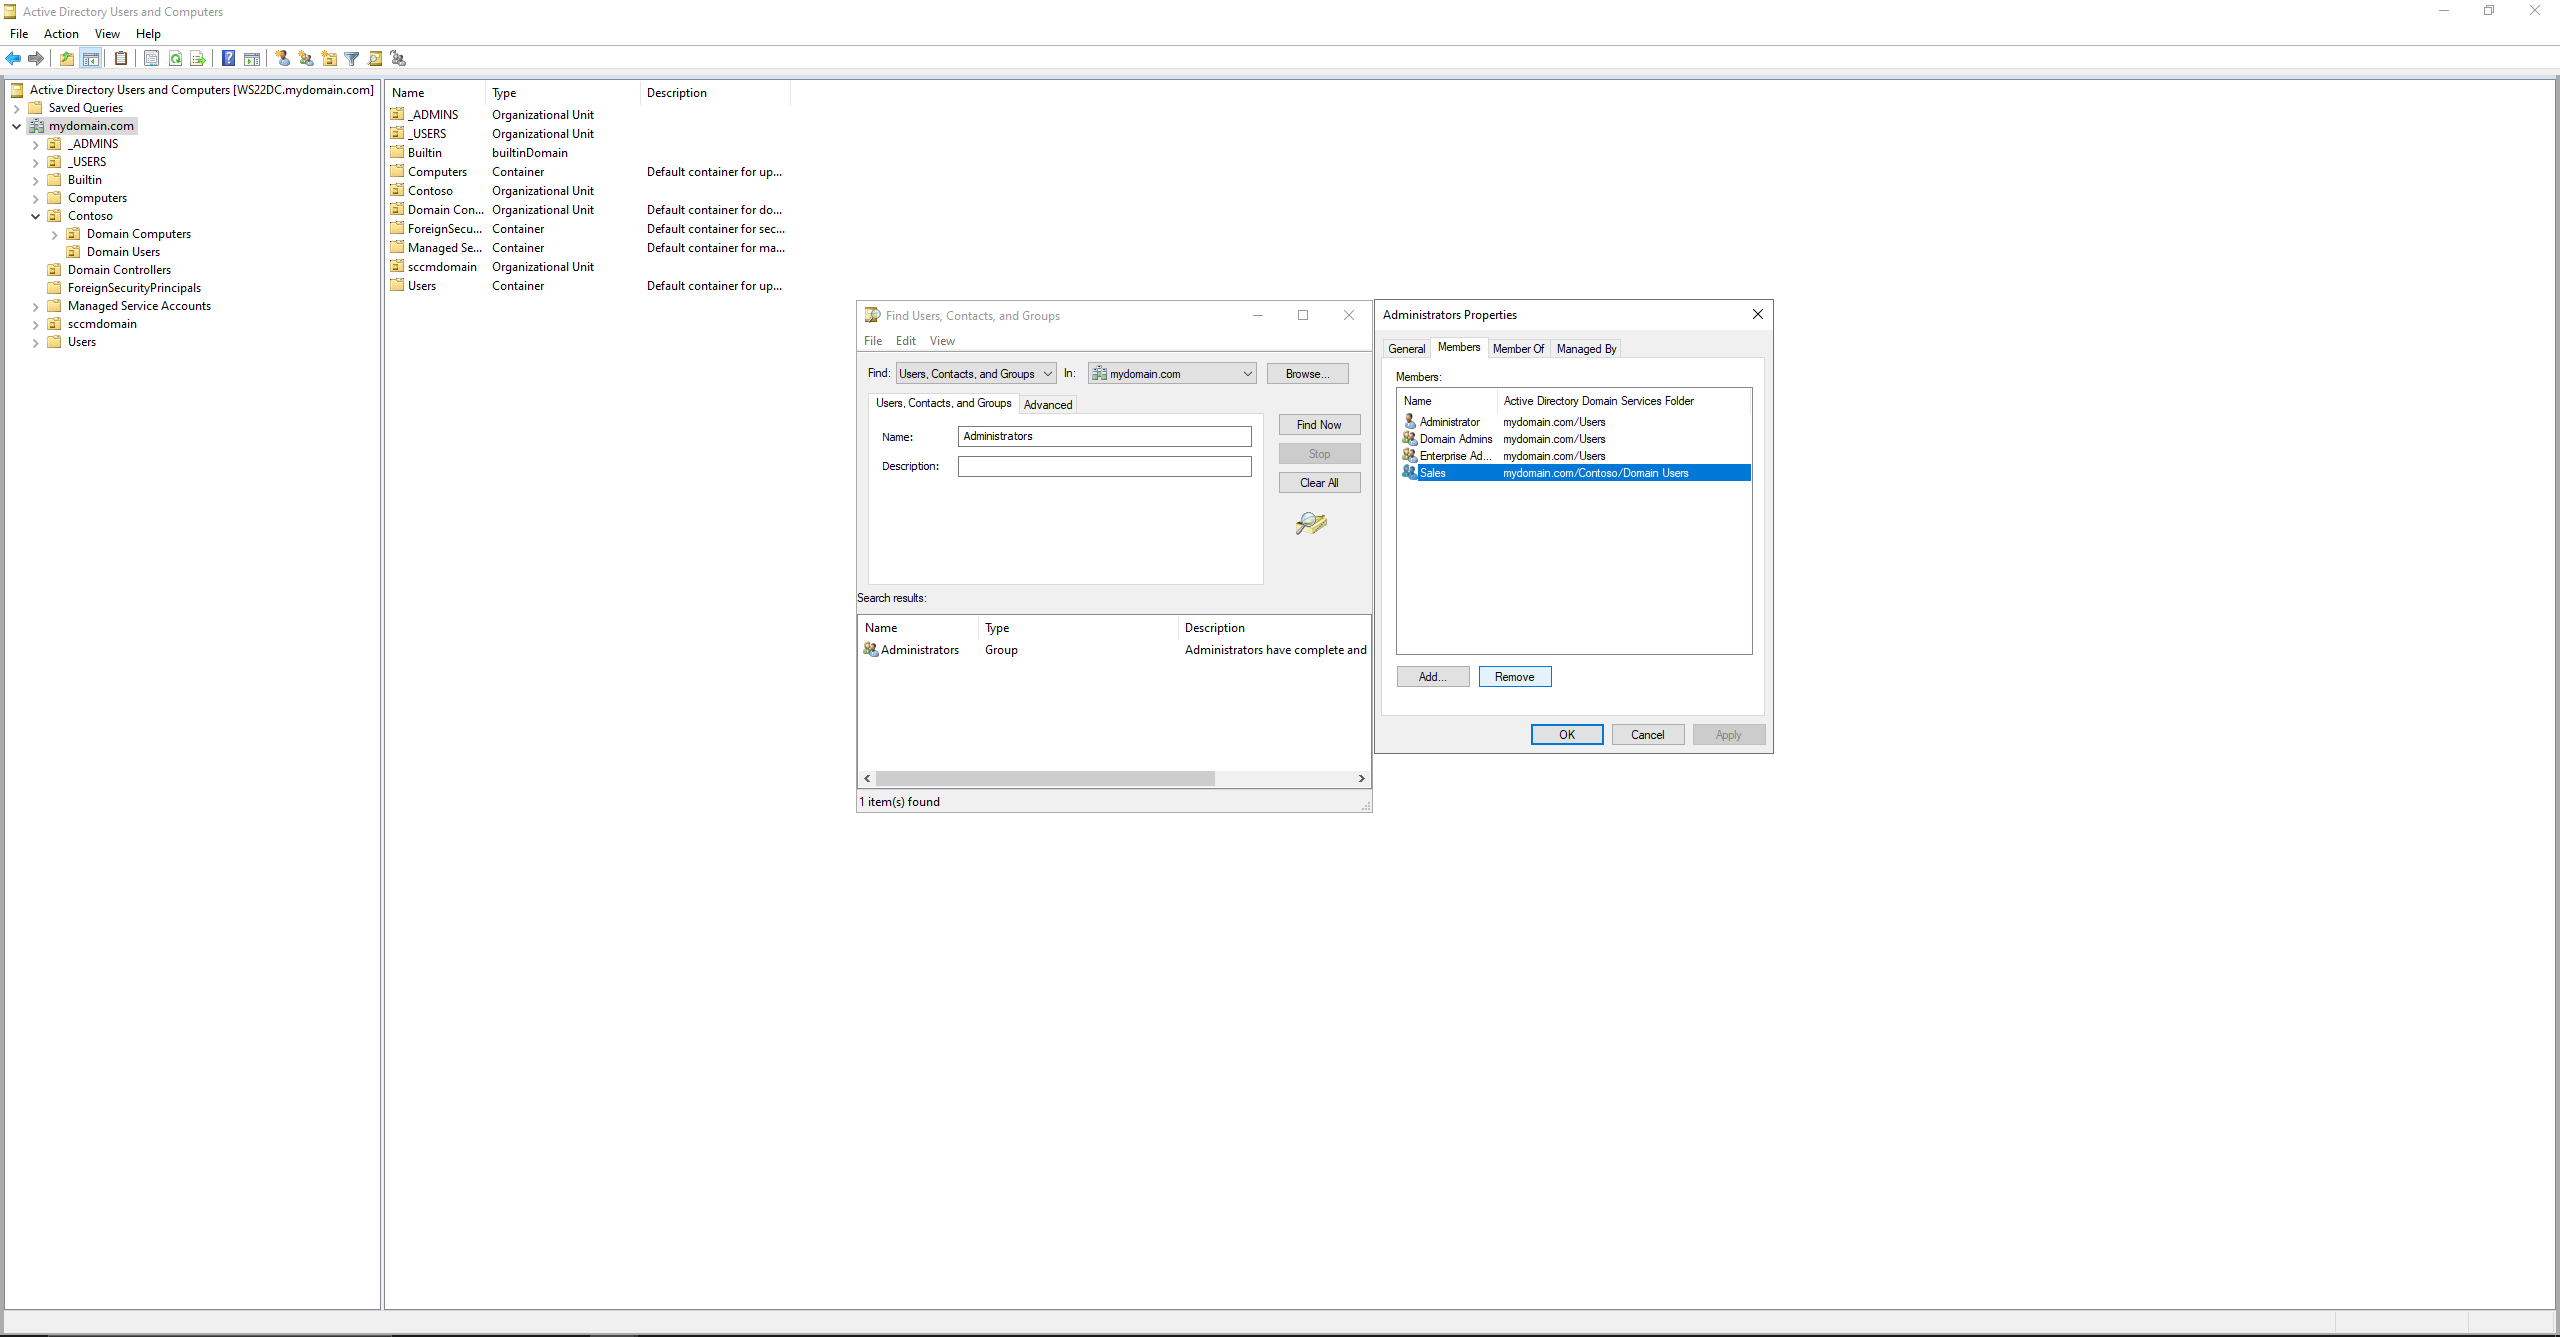 Active Directory Users and Computers
File Action View Help
Active Directory Users and Computers [WS22DC.mydomain.com]
Saved Queries
mydomain.com
_ADMINS
_USERS
Builtin
Computers
Contoso
Domain Computers
Domain Users
Domain Controllers
ForeignSecurityPrincipals
Managed Service Accounts
sccmdomain
Users
Name Type Description
_ADMINS Organizational Unit
_USERS Organizational Unit
Builtin builtinDomain
Computers Container Default container for up...
Contoso Organizational Unit
Domain Con... Organizational Unit Default container for do...
ForeignSecu... Container Default container for sec...
Managed Se... Container Default container for ma...
sccmdomain Organizational Unit
Users Container Default container for up...
Find Users, Contacts, and Groups
File Edit View
Find: Users, Contacts, and Groups In: mydomain.com Browse...
Users, Contacts, and Groups Advanced
Name: Administrators
Description:
Find Now
Stop
Clear All
Search results:
Name Type Description
Administrators Group Administrators have complete and
1 item(s) found
Administrators Properties
General Members Member Of Managed By
Members:
Name Active Directory Domain Services Folder
Administrator mydomain.com/Users
Domain Admins mydomain.com/Users
Enterprise Ad... mydomain.com/Users
Sales mydomain.com/Contoso/Domain Users
Add... Remove
OK Cancel Apply